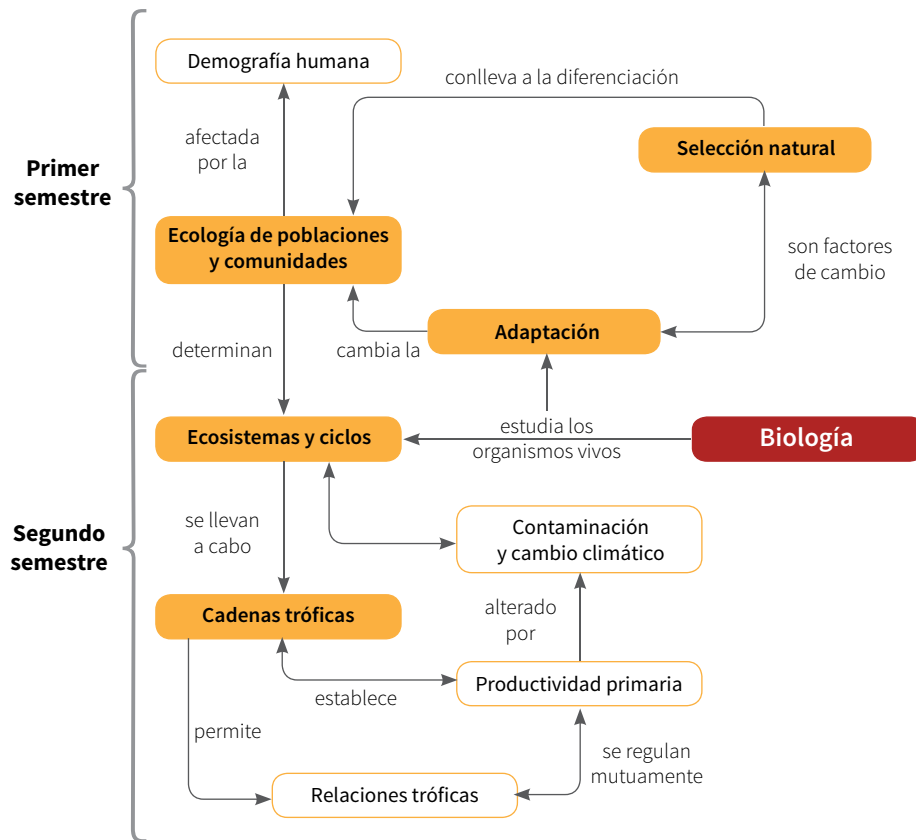 Demografía humana
conlleva a la diferenciación
afectada
por la
Selección natural
Primer
semestre
Ecología de poblaciones
y comunidades
son factores
de cambio
Adaptación
determinan
cambia la
Ecosistemas y ciclos
estudia los
organismos vivos
Biología
se llevan
a cabo
Contaminación
y cambio climático
Segundo
semestre
Cadenas tróficas
alterado
por
establece
Productividad primaria
permite
se regulan
mutuamente
Relaciones tróficas